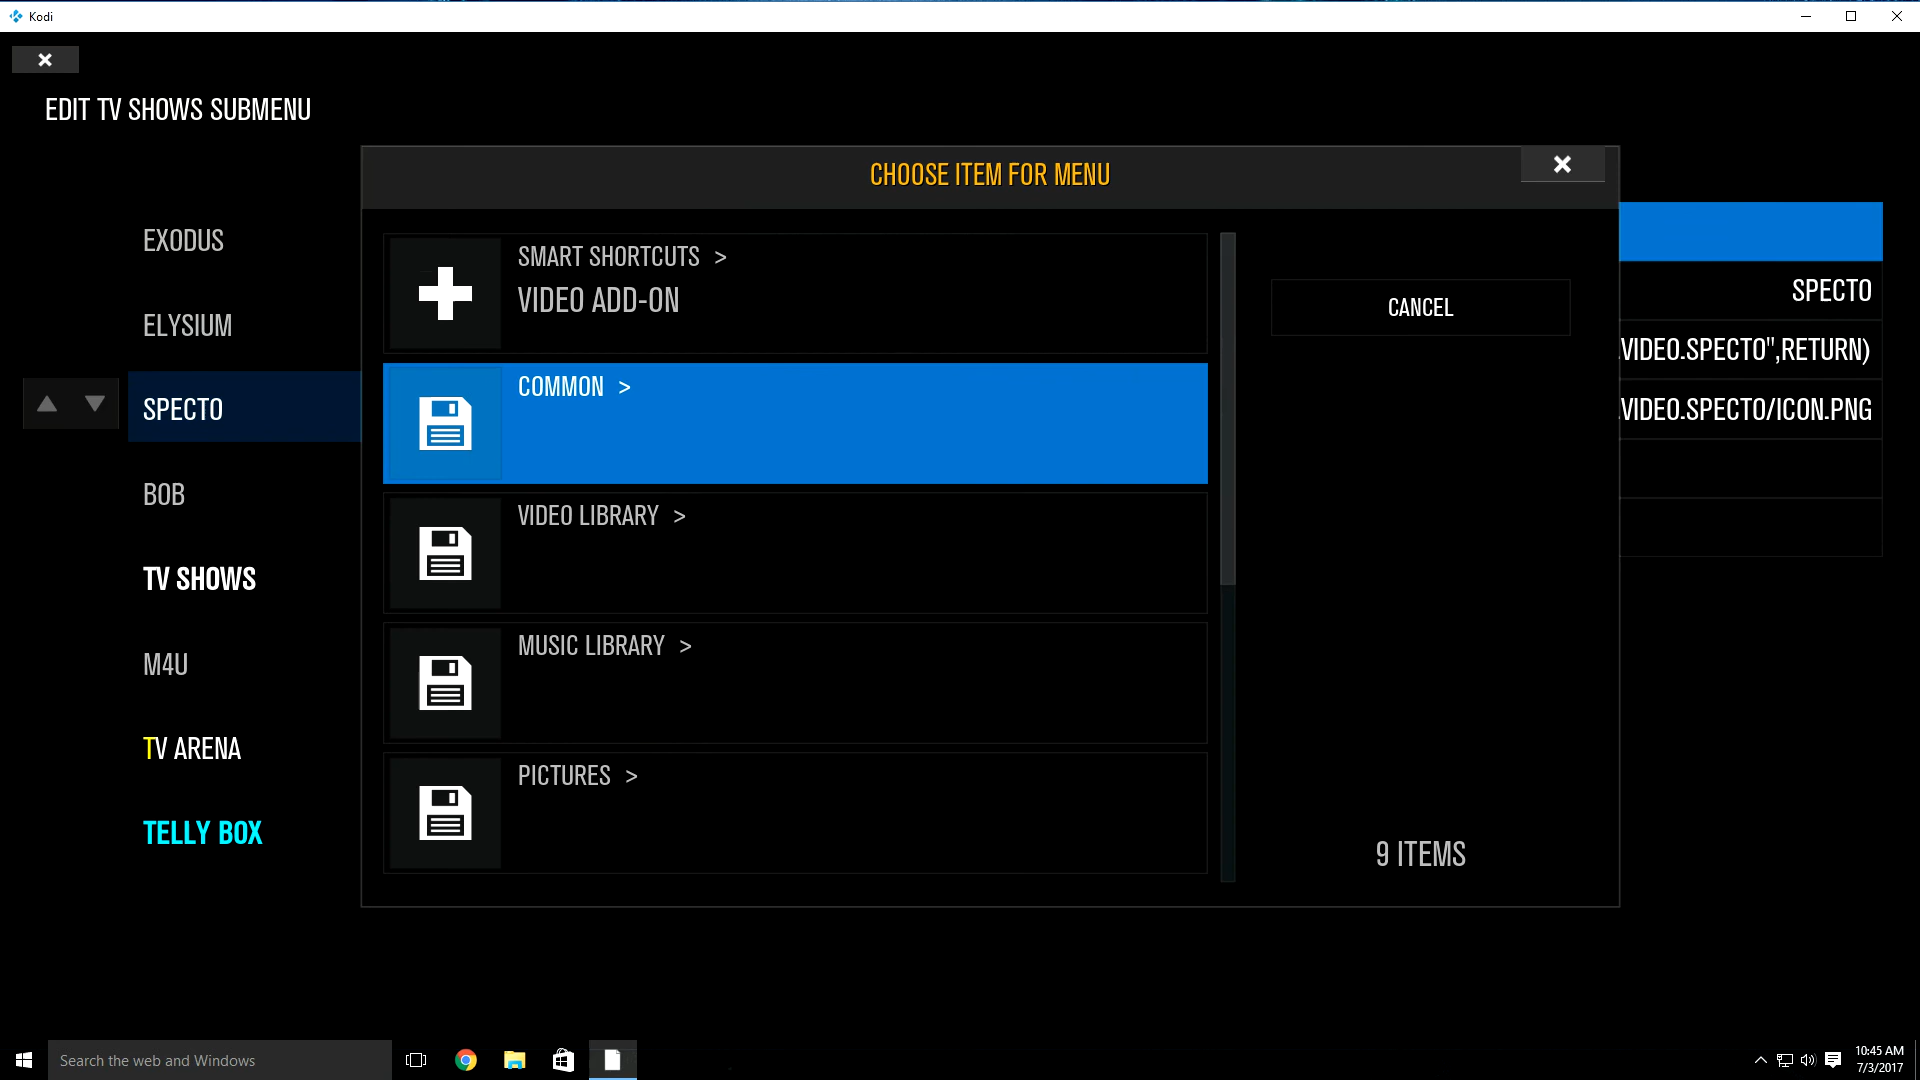 Kodi
EDIT TV SHOWS SUBMENU
CHOOSE ITEM FOR MENU
EXODUS
ELYSIUM
SPECTO
BOB
TV SHOWS
M4U
TV ARENA
TELLY BOX
SMART SHORTCUTS >
VIDEO ADD-ON
COMMON >
VIDEO LIBRARY >
MUSIC LIBRARY >
PICTURES >
CANCEL
9 ITEMS
SPECTO
.VIDEO.SPECTO",RETURN)
.VIDEO.SPECTO/ICON.PNG
Search the web and Windows
10:45 AM
7/3/2017